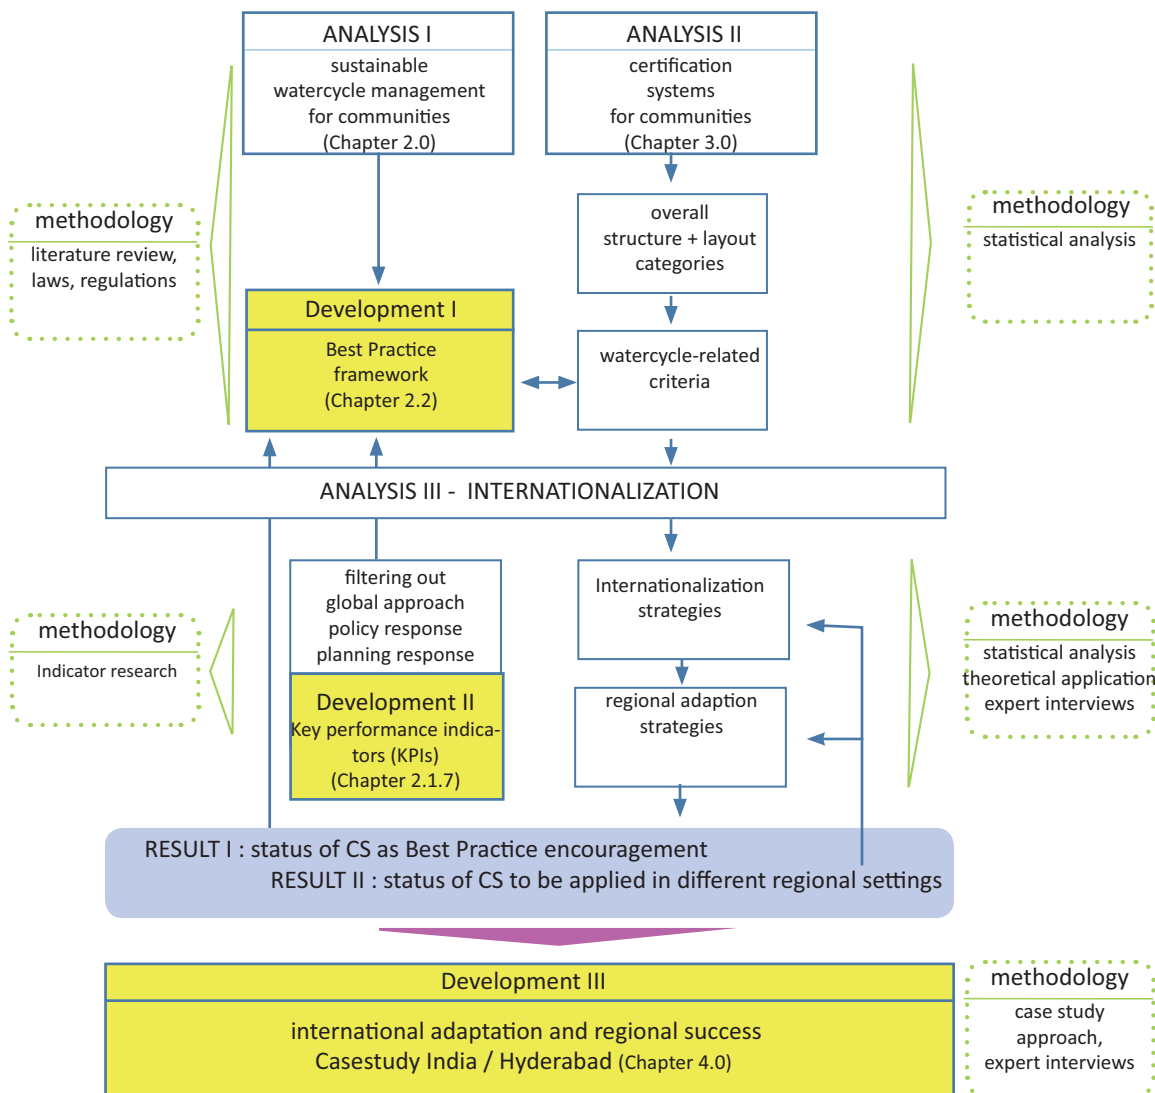 ANALYSIS I
sustainable
watercycle management
for communities
(Chapter 2.0)
ANALYSIS II
certification
systems
for communities
(Chapter 3.0)
methodology
literature review,
laws, regulations
overall
structure + layout
categories
methodology
statistical analysis
Development I
Best Practice
framework
(Chapter 2.2)
watercycle-related
criteria
ANALYSIS III - INTERNATIONALIZATION
methodology
Indicator research
filtering out
global approach
policy response
planning response
Development II
Key performance indica-
tors (KPIs)
(Chapter 2.1.7)
Internationalization
strategies
regional adaption
strategies
methodology
statistical analysis
theoretical application
expert interviews
RESULT I : status of CS as Best Practice encouragement
RESULT II : status of CS to be applied in different regional settings
Development III
international adaptation and regional success
Casestudy India / Hyderabad (Chapter 4.0)
methodology
case study
approach,
expert interviews